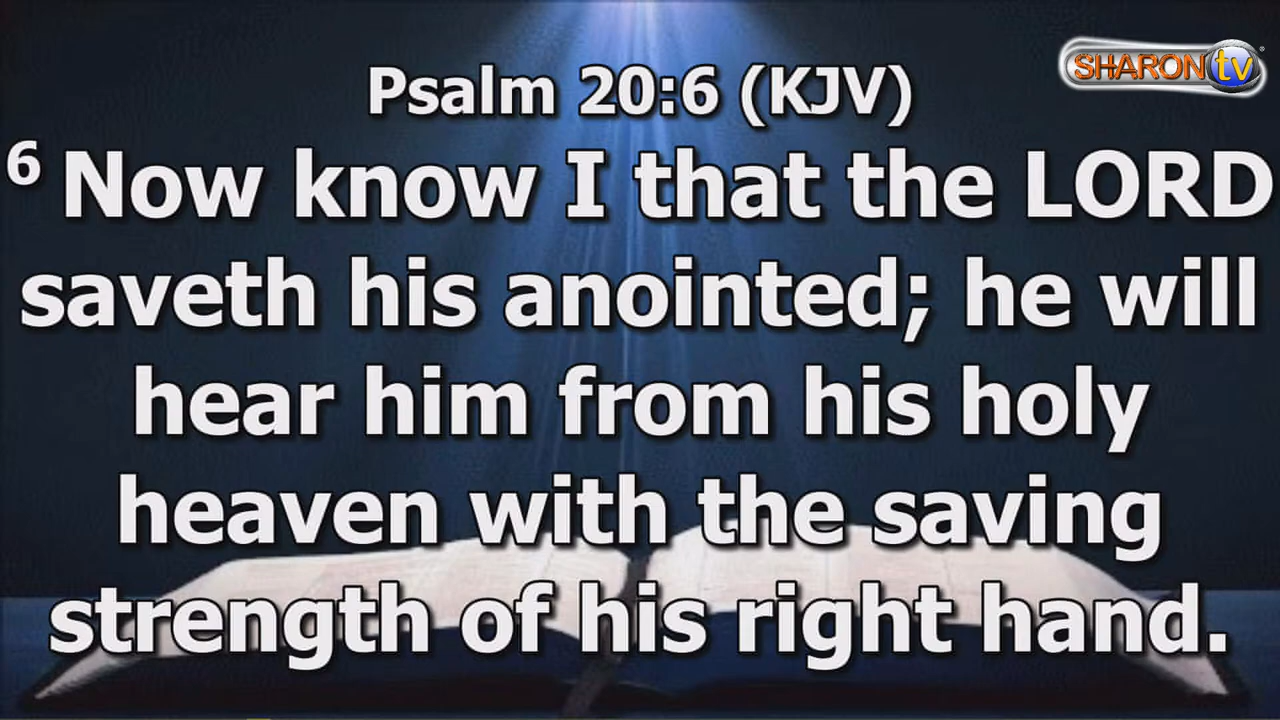 SHARON tv
Psalm 20:6 (KJV)
6 Now know I that the LORD
saveth his anointed; he will
hear him from his holy
heaven with the saving
strength of his right hand.